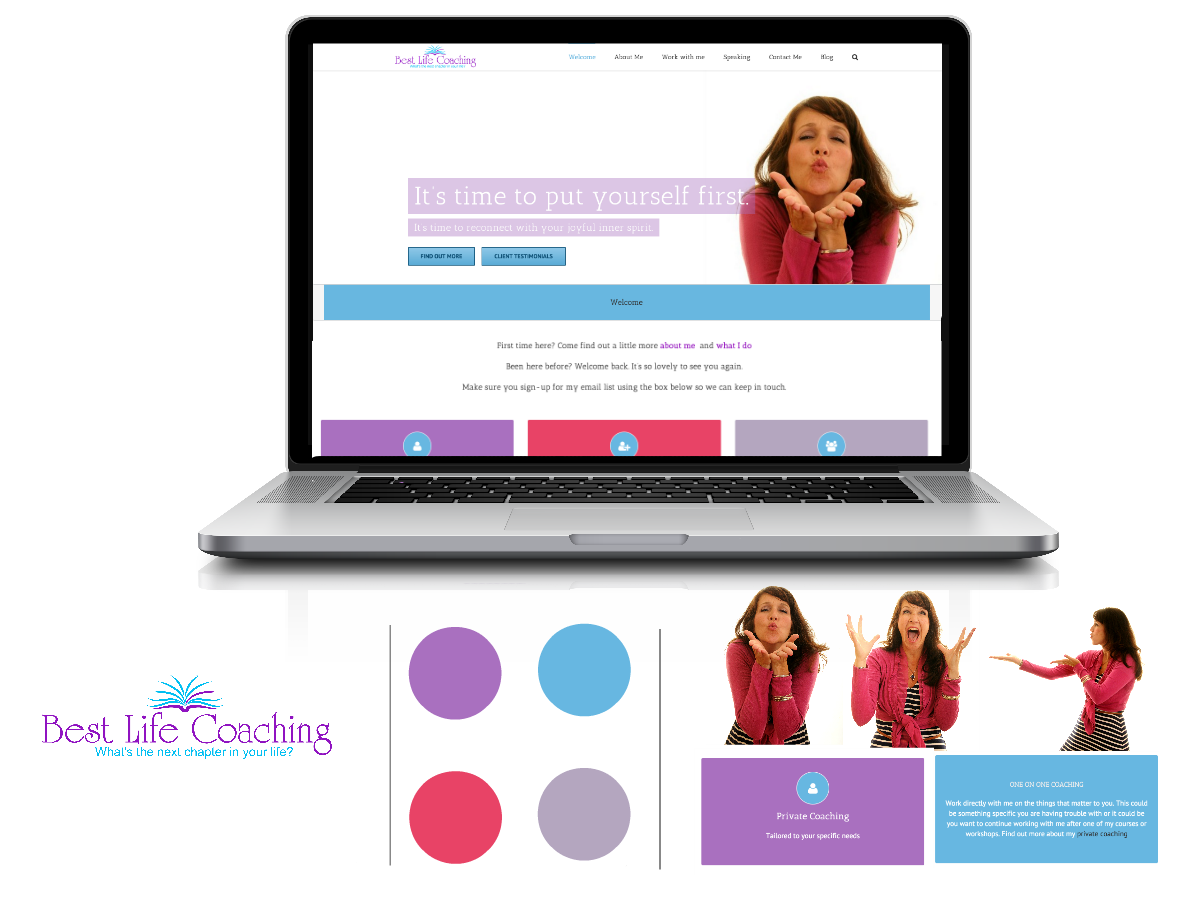 Best Life Coaching
Welcome
About Me
Work with me
Speaking
Contact Me
Blog
It's time to put yourself first.
It's time to reconnect with your joyful inner spirit.
FIND OUT MORE
CLIENT TESTIMONIALS
Welcome
First time here? Come find out a little more about me and what I do
Been here before? Welcome back. It's so lovely to see you again.
Make sure you sign-up for my email list using the box below so we can keep in touch.
Best Life Coaching
What's the next chapter in your life?
Private Coaching
Tailored to your specific needs
ONE ON ONE COACHING
Work directly with me on the things that matter to you. This could
be something specific you are having trouble with or it could be
you want to continue working with me after one of my courses or
workshops. Find out more about my private coaching